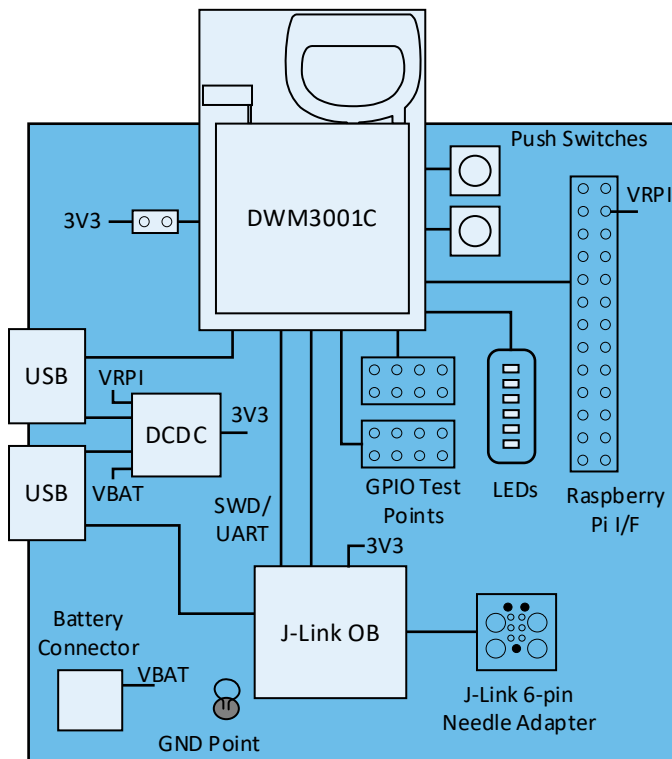 Push Switches
DWM3001C
3V3
VRPI
USB
VRPI
DCDC
3V3
USB
VBAT
GPIO Test
Points
LEDs
Raspberry
Pi I/F
SWD/
UART
3V3
J-Link OB
Battery
Connector
VBAT
GND Point
J-Link 6-pin
Needle Adapter